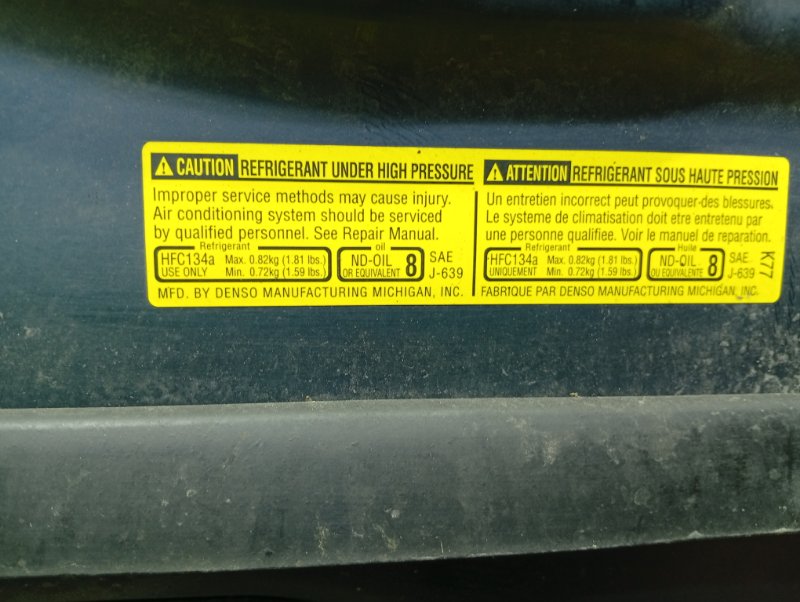 CAUTION REFRIGERANT UNDER HIGH PRESSURE
Improper service methods may cause injury.
Air conditioning system should be serviced
by qualified personnel. See Repair Manual.
Refrigerant
HFC134a Max. 0.82kg (1.81 lbs.)
USE ONLY Min. 0.72kg (1.59 lbs.)
oil
ND-OIL 8
OR EQUIVALENT
SAE
J-639
MFD. BY DENSO MANUFACTURING MICHIGAN, INC.
ATTENTION REFRIGERANT SOUS HAUTE PRESSION
Un entretien incorrect peut provoquer-des blessures.
Le systeme de climatisation doit etre entretenu par
une personne qualifiee. Voir le manuel de reparation.
Refrigerant
HFC134a Max. 0.82kg (1.81 lbs.)
UNIQUEMENT Min. 0.72kg (1.59 lbs.)
Huile
ND-OIL 8
OU EQUIVALENTE
SAE
J-639
K77
FABRIQUE PAR DENSO MANUFACTURING MICHIGAN, INC.